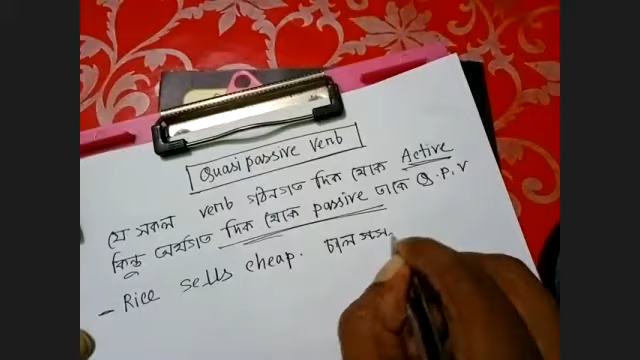 Quasi passive Verb
যে সকল verb গঠনগত দিক থেকে Active
কিন্তু অর্থগত দিক থেকে passive তাকে Q.P.V
- Rice sells cheap. চাল সস